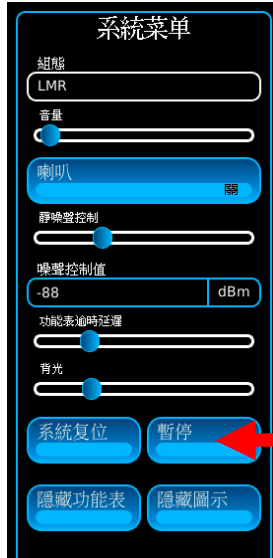 系統菜单
組態
LMR
音量
喇叭
關
靜噪聲控制
噪聲控制值
-88 dBm
功能表逾時延遲
背光
系統复位 暫停
隱藏功能表 隱藏圖示